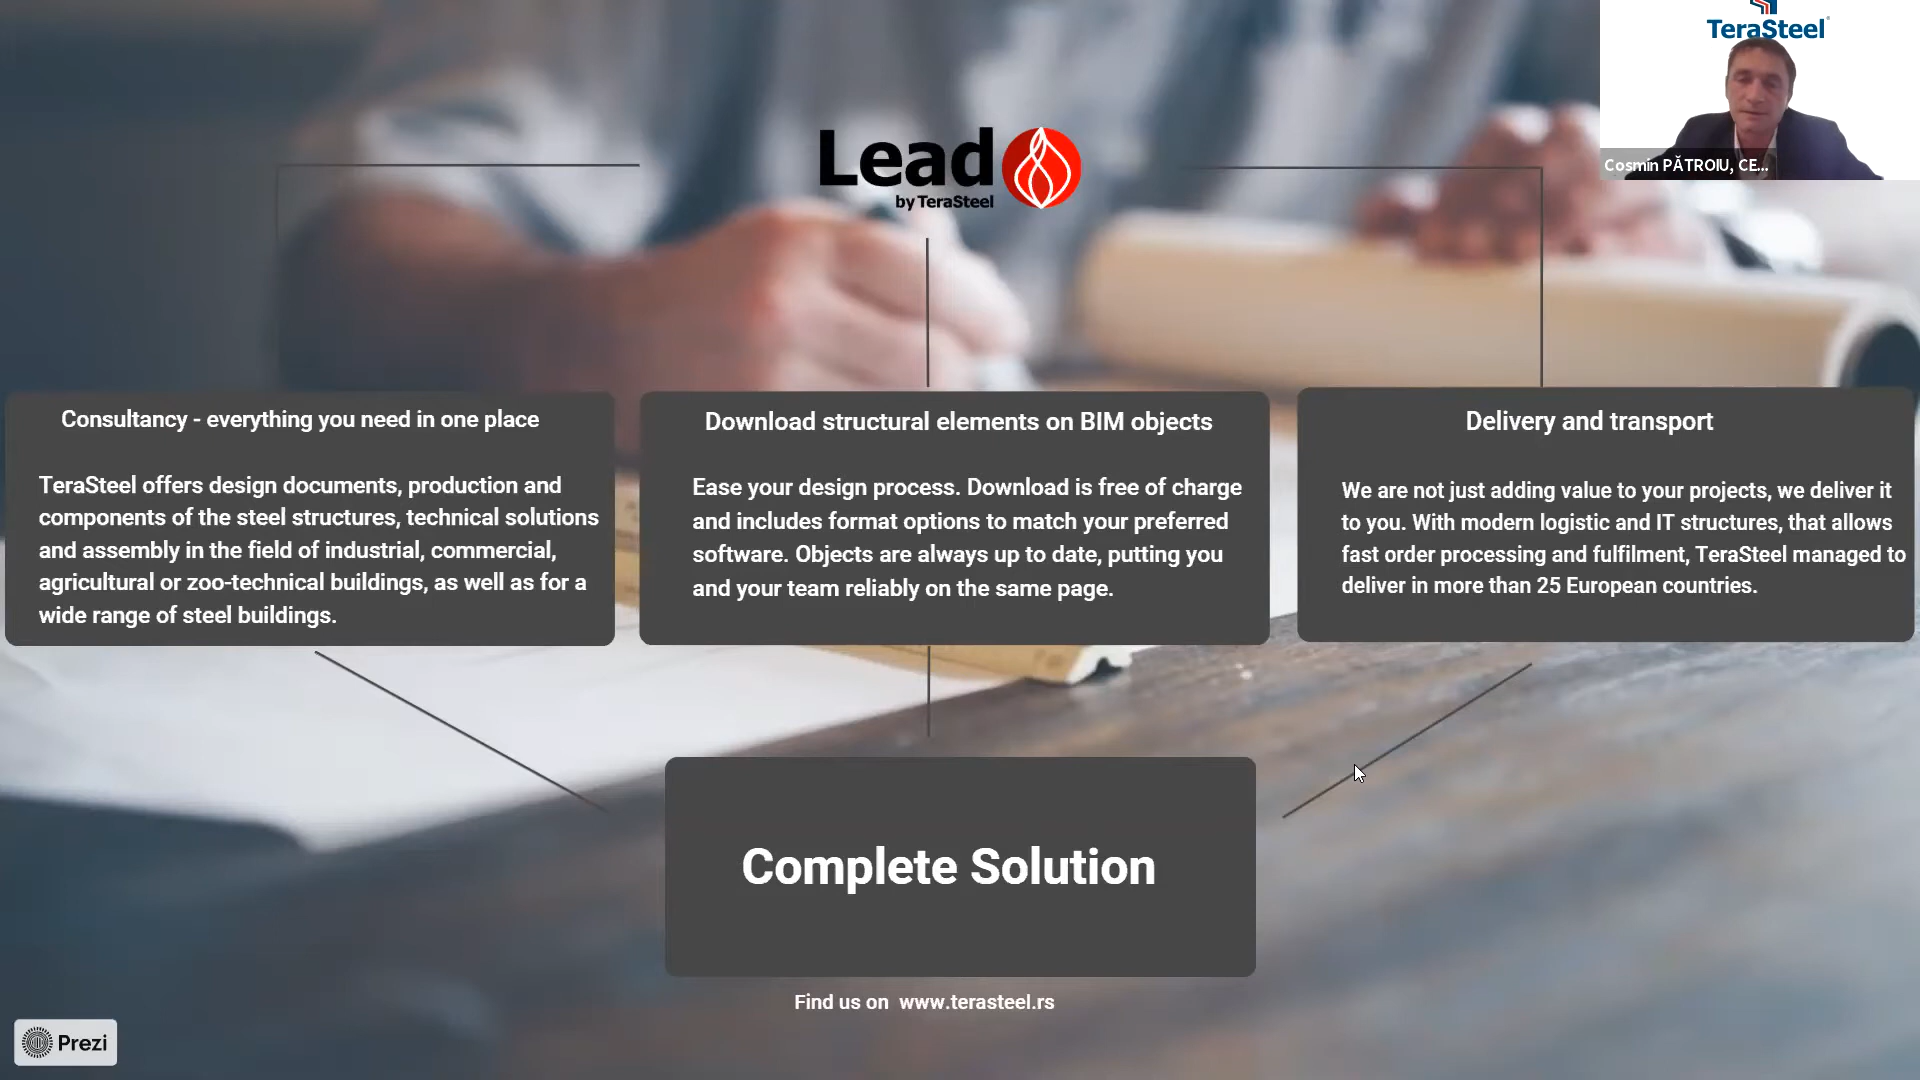 TeraSteel
Cosmin PĂTROIU, CE...
Lead
by TeraSteel
Consultancy - everything you need in one place
TeraSteel offers design documents, production and
components of the steel structures, technical solutions
and assembly in the field of industrial, commercial,
agricultural or zoo-technical buildings, as well as for a
wide range of steel buildings.
Download structural elements on BIM objects
Ease your design process. Download is free of charge
and includes format options to match your preferred
software. Objects are always up to date, putting you
and your team reliably on the same page.
Delivery and transport
We are not just adding value to your projects, we deliver it
to you. With modern logistic and IT structures, that allows
fast order processing and fulfilment, TeraSteel managed to
deliver in more than 25 European countries.
Complete Solution
Find us on www.terasteel.rs
Prezi